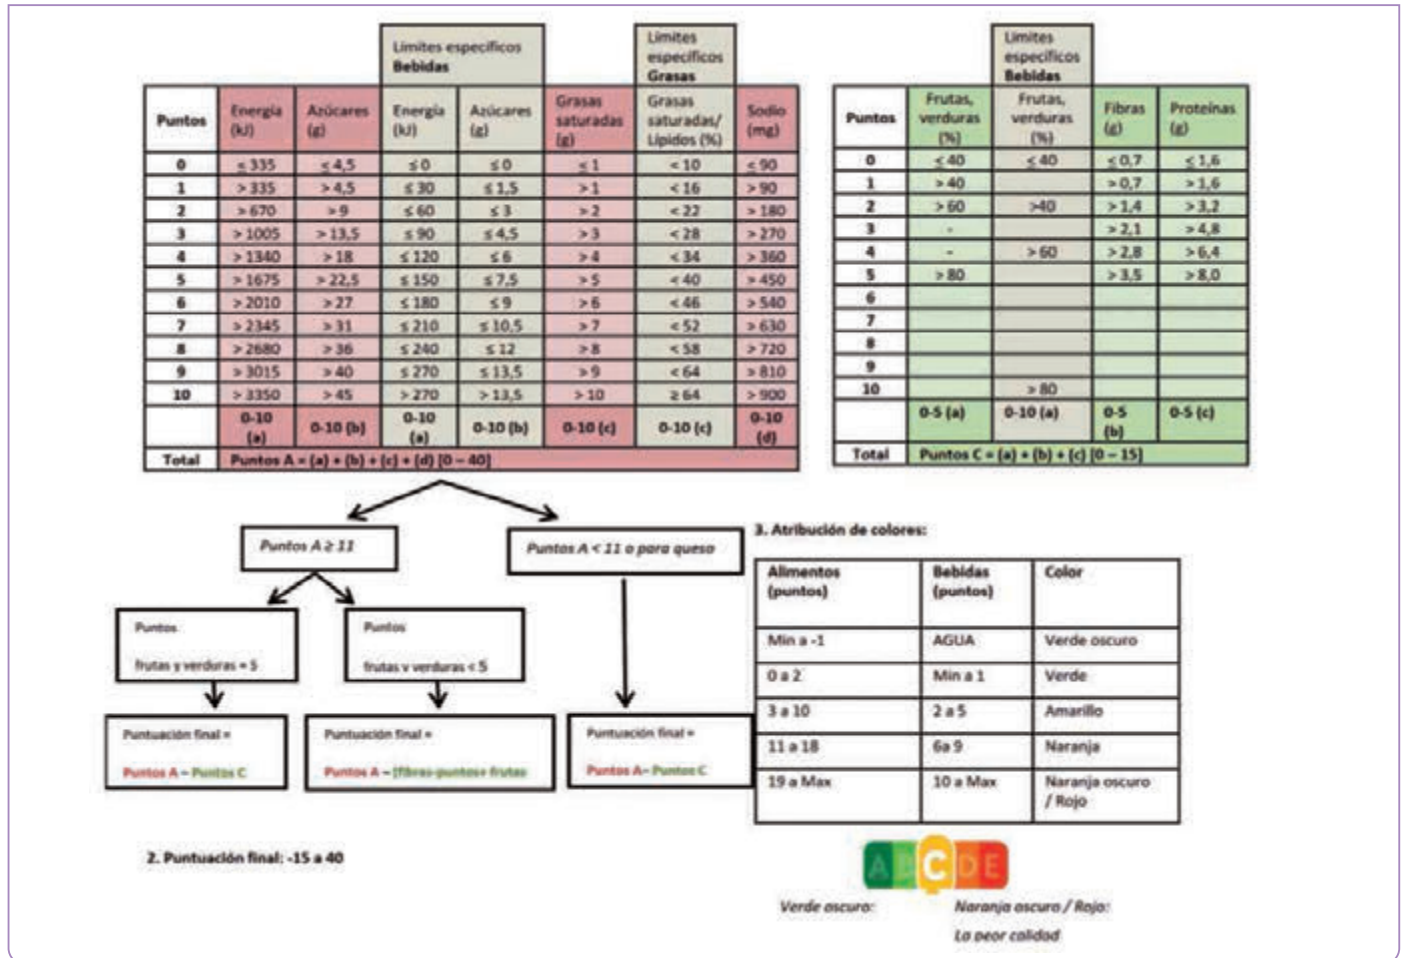 Límites específicos
Bebidas
Límites
específicos
Grasas
Puntos Energía (kJ) Azúcares (g) Energía (kJ) Azúcares (g) Grasas saturadas (g) Grasas saturadas/ Lípidos (%) Sodio (mg)
0 ≤ 335 ≤ 4,5 ≤ 0 ≤ 0 ≤ 1 < 10 ≤ 90
1 > 335 > 4,5 ≤ 30 ≤ 1,5 > 1 < 16 > 90
2 > 670 > 9 ≤ 60 ≤ 3 > 2 < 22 > 180
3 > 1005 > 13,5 ≤ 90 ≤ 4,5 > 3 < 28 > 270
4 > 1340 > 18 ≤ 120 ≤ 6 > 4 < 34 > 360
5 > 1675 > 22,5 ≤ 150 ≤ 7,5 > 5 < 40 > 450
6 > 2010 > 27 ≤ 180 ≤ 9 > 6 < 46 > 540
7 > 2345 > 31 ≤ 210 ≤ 10,5 > 7 < 52 > 630
8 > 2680 > 36 ≤ 240 ≤ 12 > 8 < 58 > 720
9 > 3015 > 40 ≤ 270 ≤ 13,5 > 9 < 64 > 810
10 > 3350 > 45 > 270 > 13,5 > 10 ≥ 64 > 900
0-10 (a) 0-10 (b) 0-10 (a) 0-10 (b) 0-10 (c) 0-10 (c) 0-10 (d)
Total Puntos A = (a) + (b) + (c) + (d) [0 – 40]
Límites
específicos
Bebidas
Puntos Frutas, verduras (%) Frutas, verduras (%) Fibras (g) Proteínas (g)
0 ≤ 40 ≤ 40 ≤ 0,7 ≤ 1,6
1 > 40 > 0,7 > 1,6
2 > 60 >40 > 1,4 > 3,2
3 - > 2,1 > 4,8
4 - > 60 > 2,8 > 6,4
5 > 80 > 3,5 > 8,0
6
7
8
9
10 > 80
0-5 (a) 0-10 (a) 0-5 (b) 0-5 (c)
Total Puntos C = (a) + (b) + (c) [0 – 15]
Puntos A ≥ 11
Puntos A < 11 o para queso
Puntos
frutas y verduras = 5
Puntos
frutas y verduras < 5
Puntuación final =
Puntos A – Puntos C
Puntuación final =
Puntos A – (fibras-puntos+ frutas
Puntuación final =
Puntos A– Puntos C
2. Puntuación final: -15 a 40
3. Atribución de colores:
Alimentos (puntos) Bebidas (puntos) Color
Min a -1 AGUA Verde oscuro
0 a 2 Min a 1 Verde
3 a 10 2 a 5 Amarillo
11 a 18 6a 9 Naranja
19 a Max 10 a Max Naranja oscuro / Rojo
A B C D E
Verde oscuro:
Naranja oscuro / Rojo:
La peor calidad